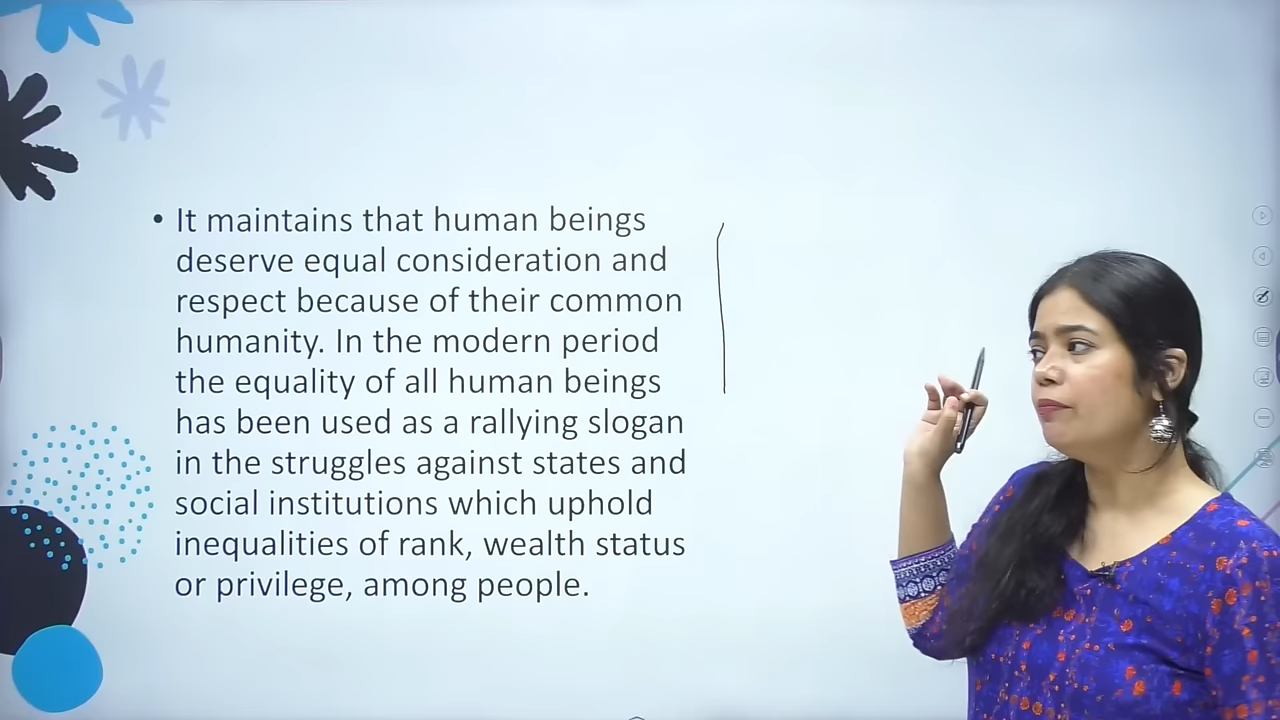 • It maintains that human beings
deserve equal consideration and
respect because of their common
humanity. In the modern period
the equality of all human beings
has been used as a rallying slogan
in the struggles against states and
social institutions which uphold
inequalities of rank, wealth status
or privilege, among people.